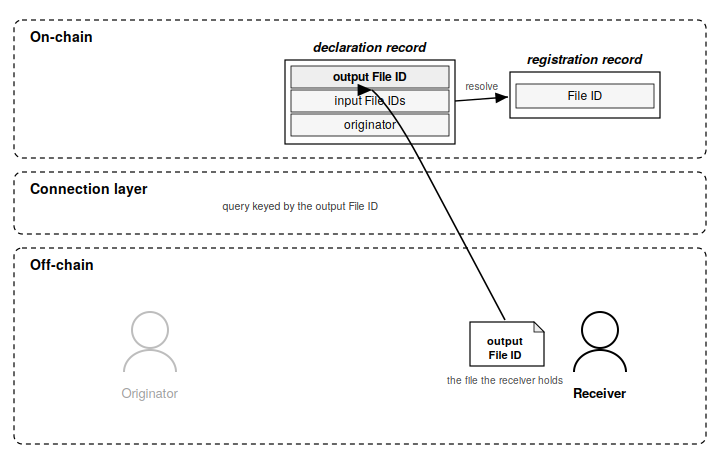 On-chain
declaration record
registration record
output File ID
input File IDs
originator
resolve
File ID
Connection layer
query keyed by the output File ID
Off-chain
output
File ID
the file the receiver holds
Originator
Receiver